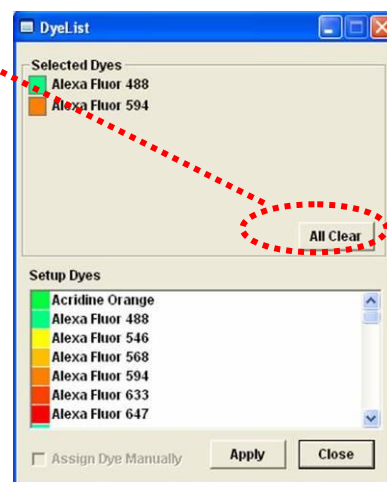 DyeList
Selected Dyes
Alexa Fluor 488
Alexa Fluor 594
All Clear
Setup Dyes
Acridine Orange
Alexa Fluor 488
Alexa Fluor 546
Alexa Fluor 568
Alexa Fluor 594
Alexa Fluor 633
Alexa Fluor 647
Assign Dye Manually
Apply
Close